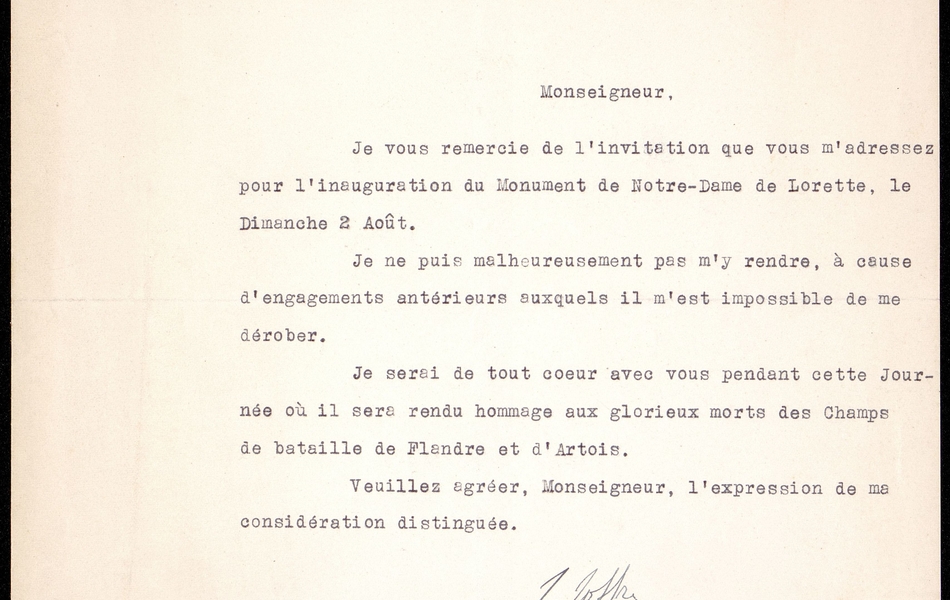 Monseigneur,
Je vous remercie de l'invitation que vous m'adressez
pour l'inauguration du Monument de Notre-Dame de Lorette, le
Dimanche 2 Août.
Je ne puis malheureusement pas m'y rendre, à cause
d'engagements antérieurs auxquels il m'est impossible de me
dérober.
Je serai de tout coeur avec vous pendant cette Jour-
née où il sera rendu hommage aux glorieux morts des Champs
de bataille de Flandre et d'Artois.
Veuillez agréer, Monseigneur, l'expression de ma
considération distinguée.